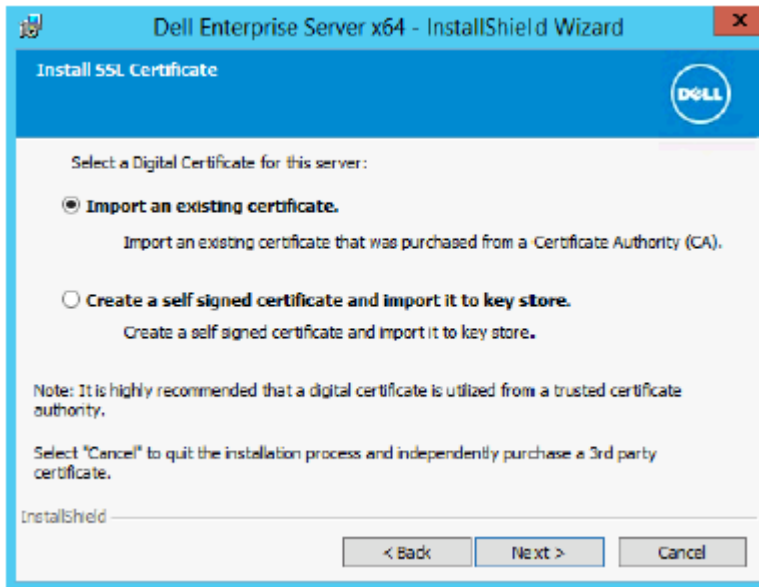 Dell Enterprise Server x64 - InstallShield Wizard
x
Install SSL Certificate
DELL
Select a Digital Certificate for this server:
Import an existing certificate.
Import an existing certificate that was purchased from a Certificate Authority (CA).
Create a self signed certificate and import it to key store.
Create a self signed certificate and import it to key store.
Note: It is highly recommended that a digital certificate is utilized from a trusted certificate
authority.
Select "Cancel" to quit the installation process and independently purchase a 3rd party
certificate.
InstallShield
< Back
Next >
Cancel